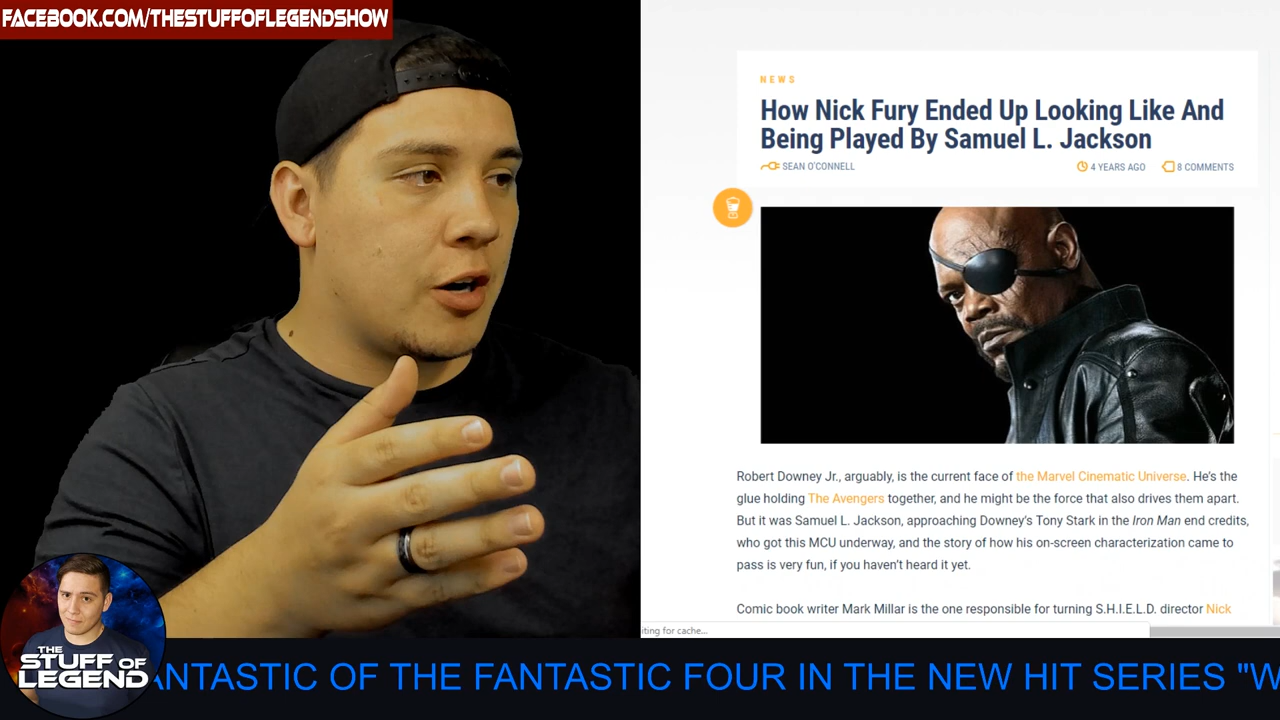 FACEBOOK.COM/THESTUFFOFLEGENDSHOW
NEWS
How Nick Fury Ended Up Looking Like And
Being Played By Samuel L. Jackson
SEAN O'CONNELL
4 YEARS AGO
8 COMMENTS
Robert Downey Jr., arguably, is the current face of the Marvel Cinematic Universe. He's the
glue holding The Avengers together, and he might be the force that also drives them apart.
But it was Samuel L. Jackson, approaching Downey's Tony Stark in the Iron Man end credits,
who got this MCU underway, and the story of how his on-screen characterization came to
pass is very fun, if you haven't heard it yet.
Comic book writer Mark Millar is the one responsible for turning S.H.I.E.L.D. director Nick
iting for cache...
THE
STUFF OF
LEGEND
ANTASTIC OF THE FANTASTIC FOUR IN THE NEW HIT SERIES "W